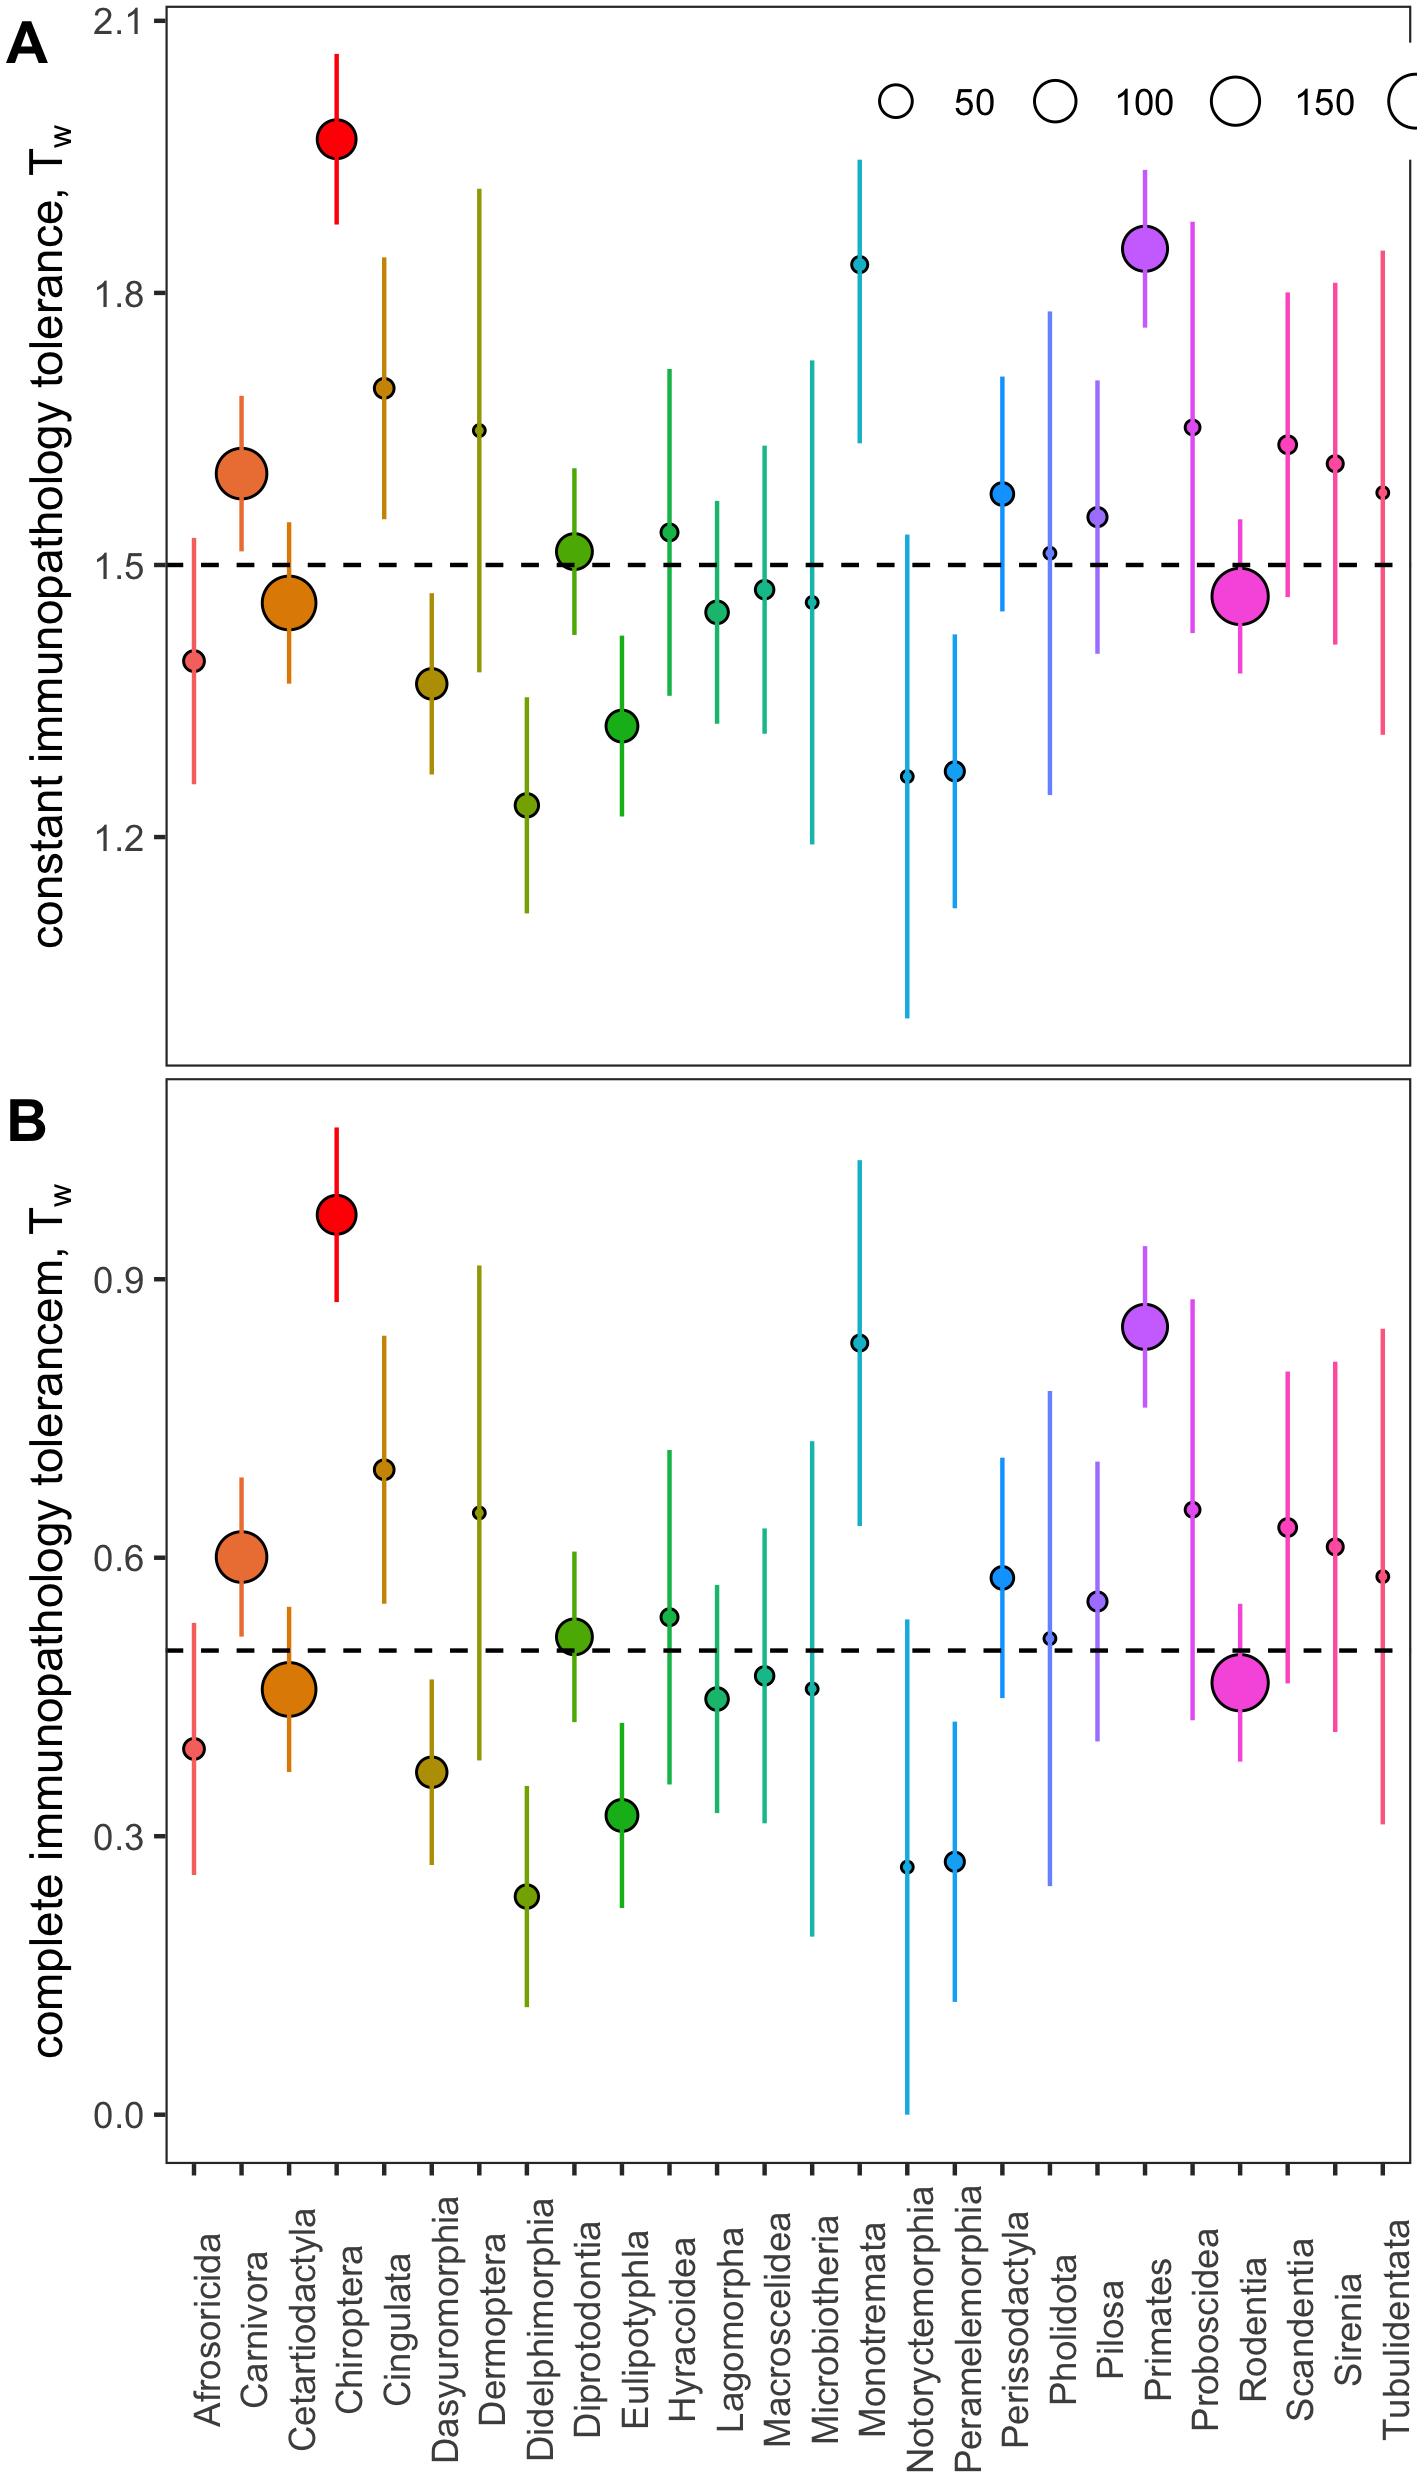 A
constant immunopathology tolerance, Tw
2.1
1.8
1.5
1.2
50 100 150
B
complete immunopathology tolerancem, Tw
0.9
0.6
0.3
0.0
Afrosoricida
Carnivora
Cetartiodactyla
Chiroptera
Cingulata
Dasyuromorphia
Dermoptera
Didelphimorphia
Diprotodontia
Eulipotyphla
Hyracoidea
Lagomorpha
Macroscelidea
Microbiotheria
Monotremata
Notoryctemorphia
Peramelemorphia
Perissodactyla
Pholidota
Pilosa
Primates
Proboscidea
Rodentia
Scandentia
Sirenia
Tubulidentata